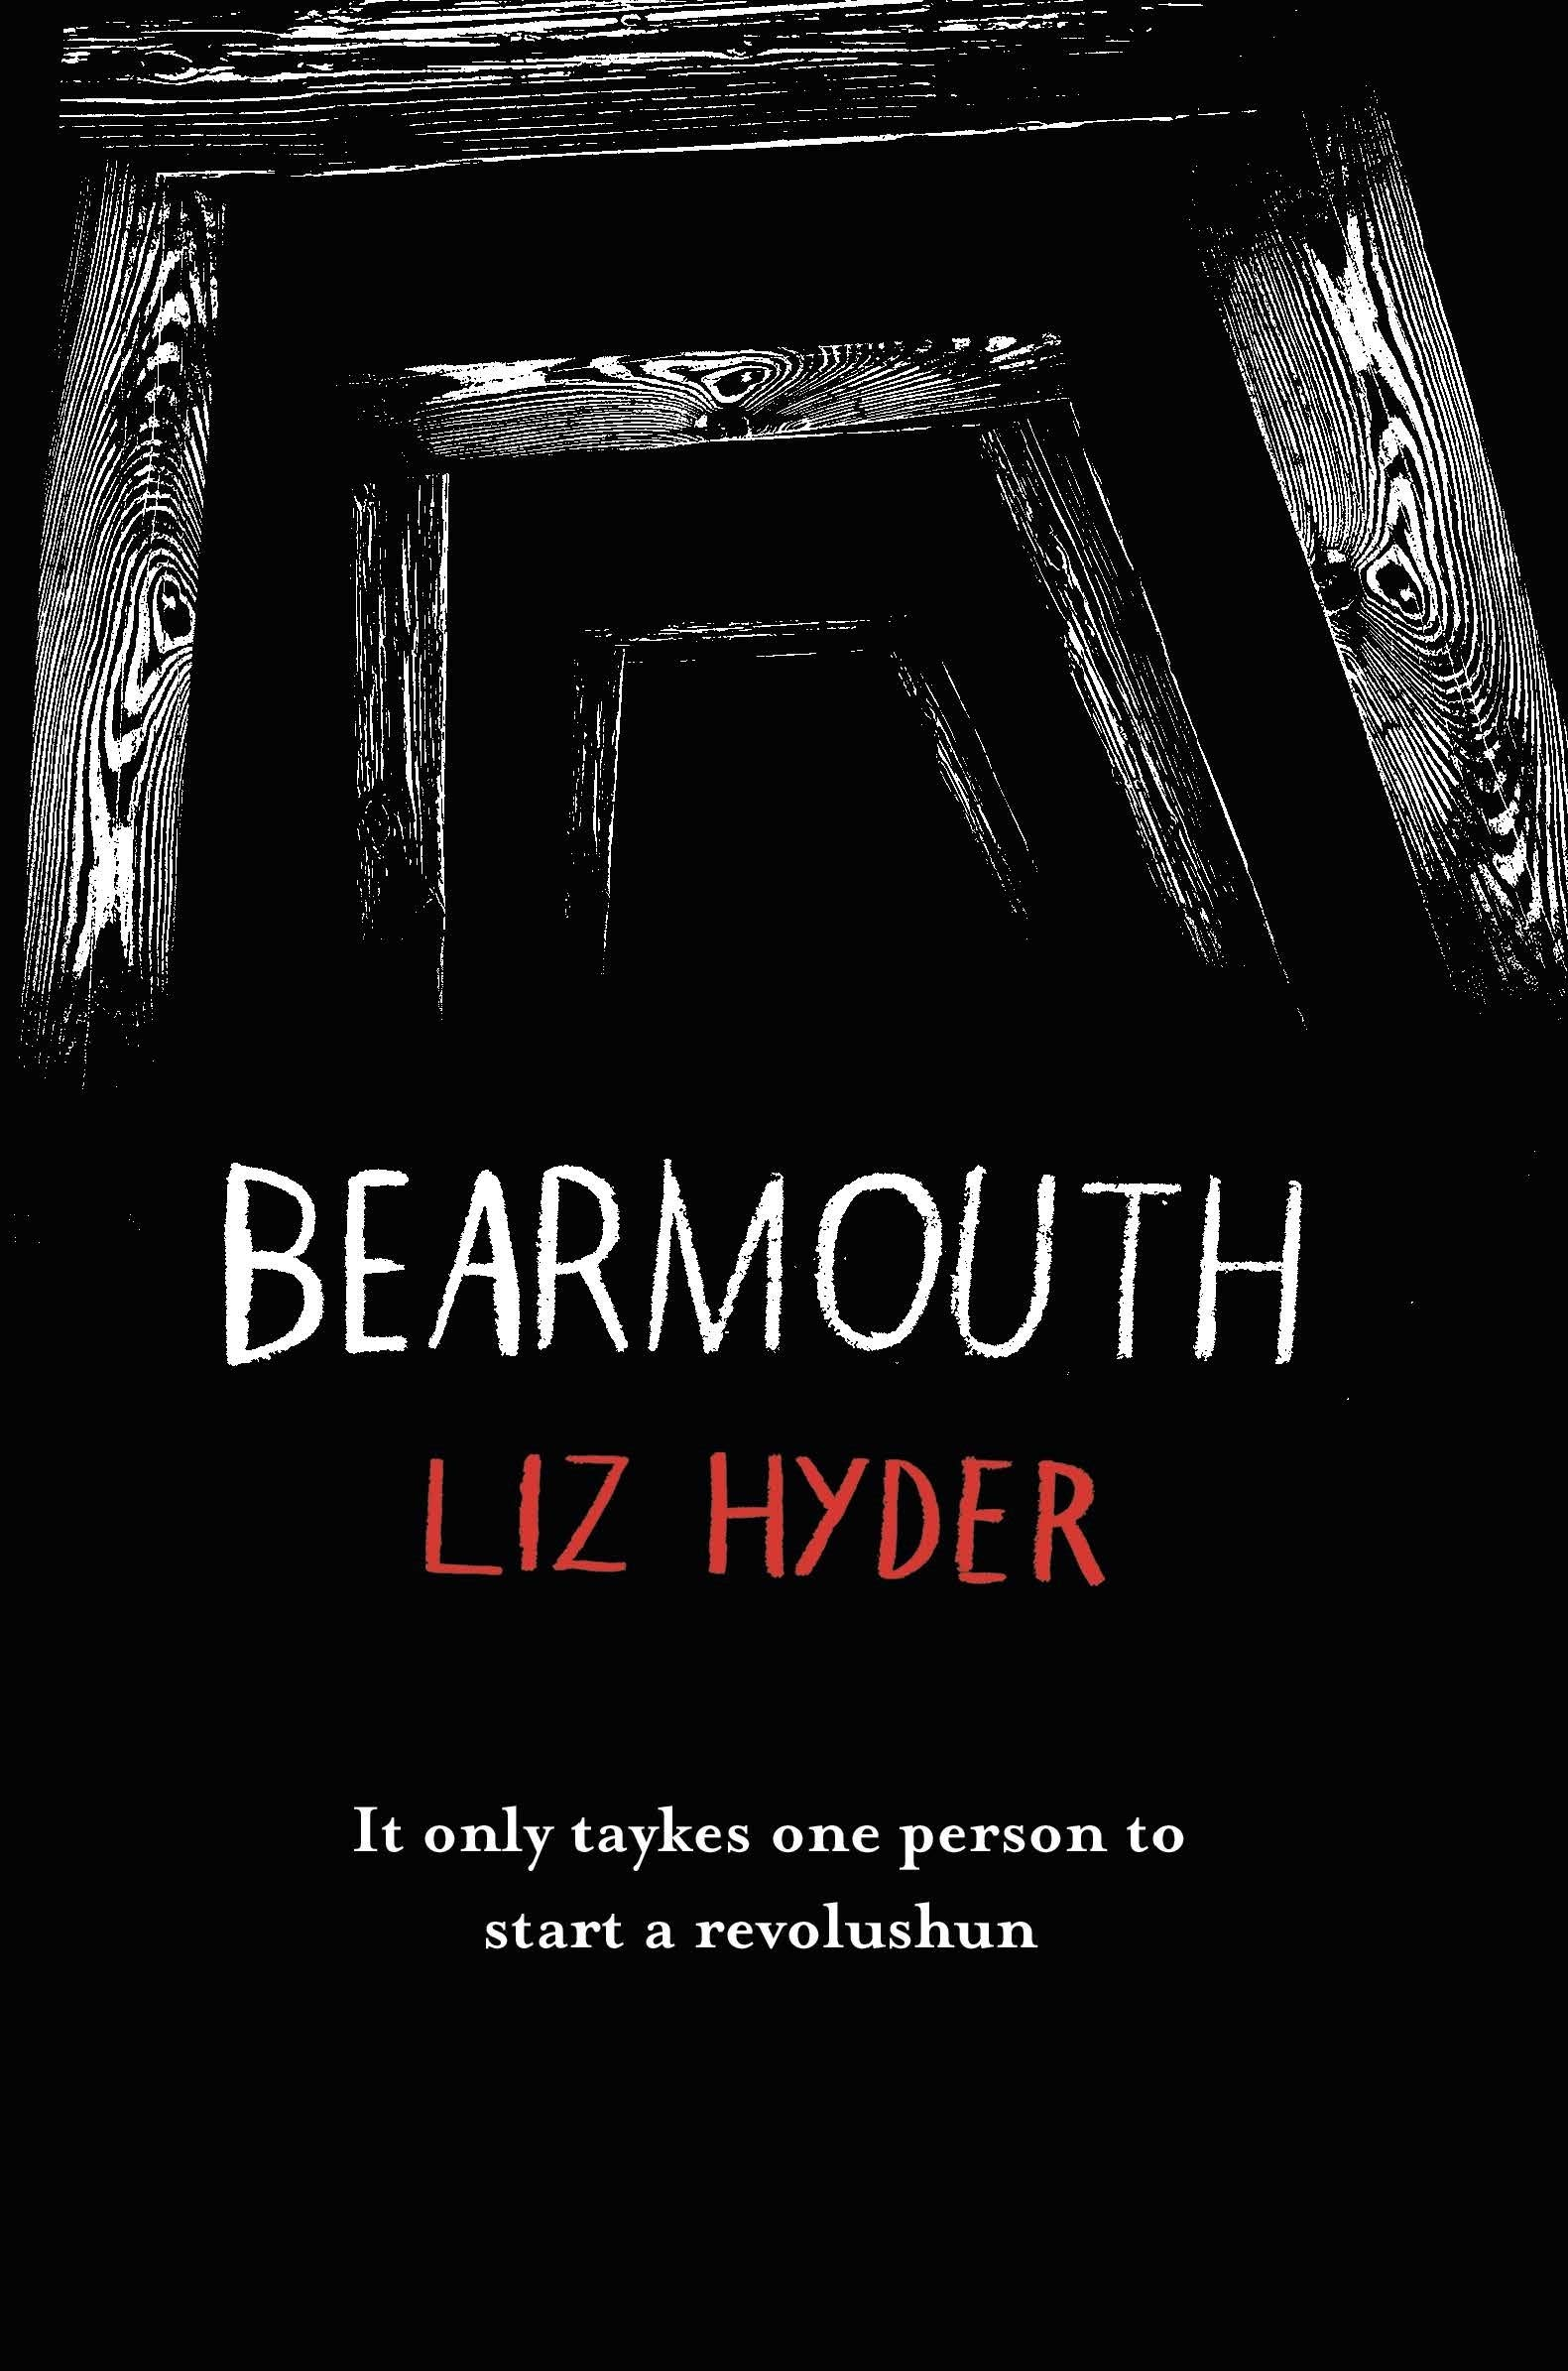 BEARMOUTH
LIZ HYDER
It only taykes one person to
start a revolushun